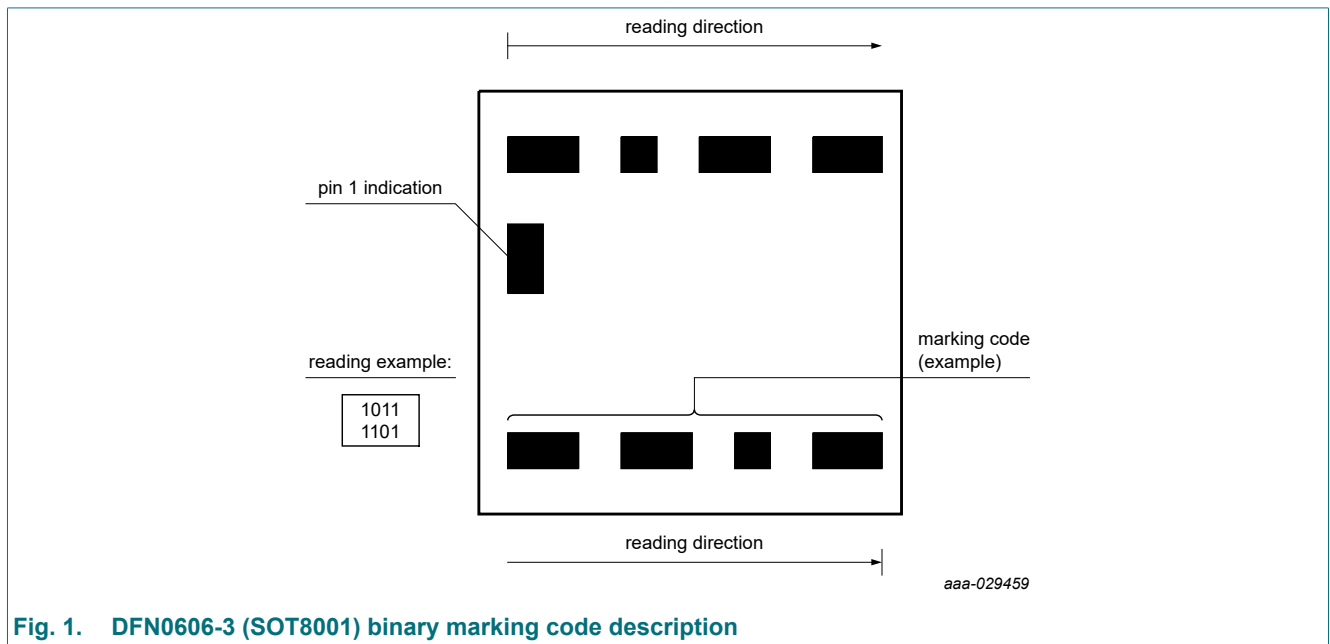 reading direction
pin 1 indication
marking code
(example)
reading example:
1011
1101
reading direction
aaa-029459
Fig. 1. DFN0606-3 (SOT8001) binary marking code description